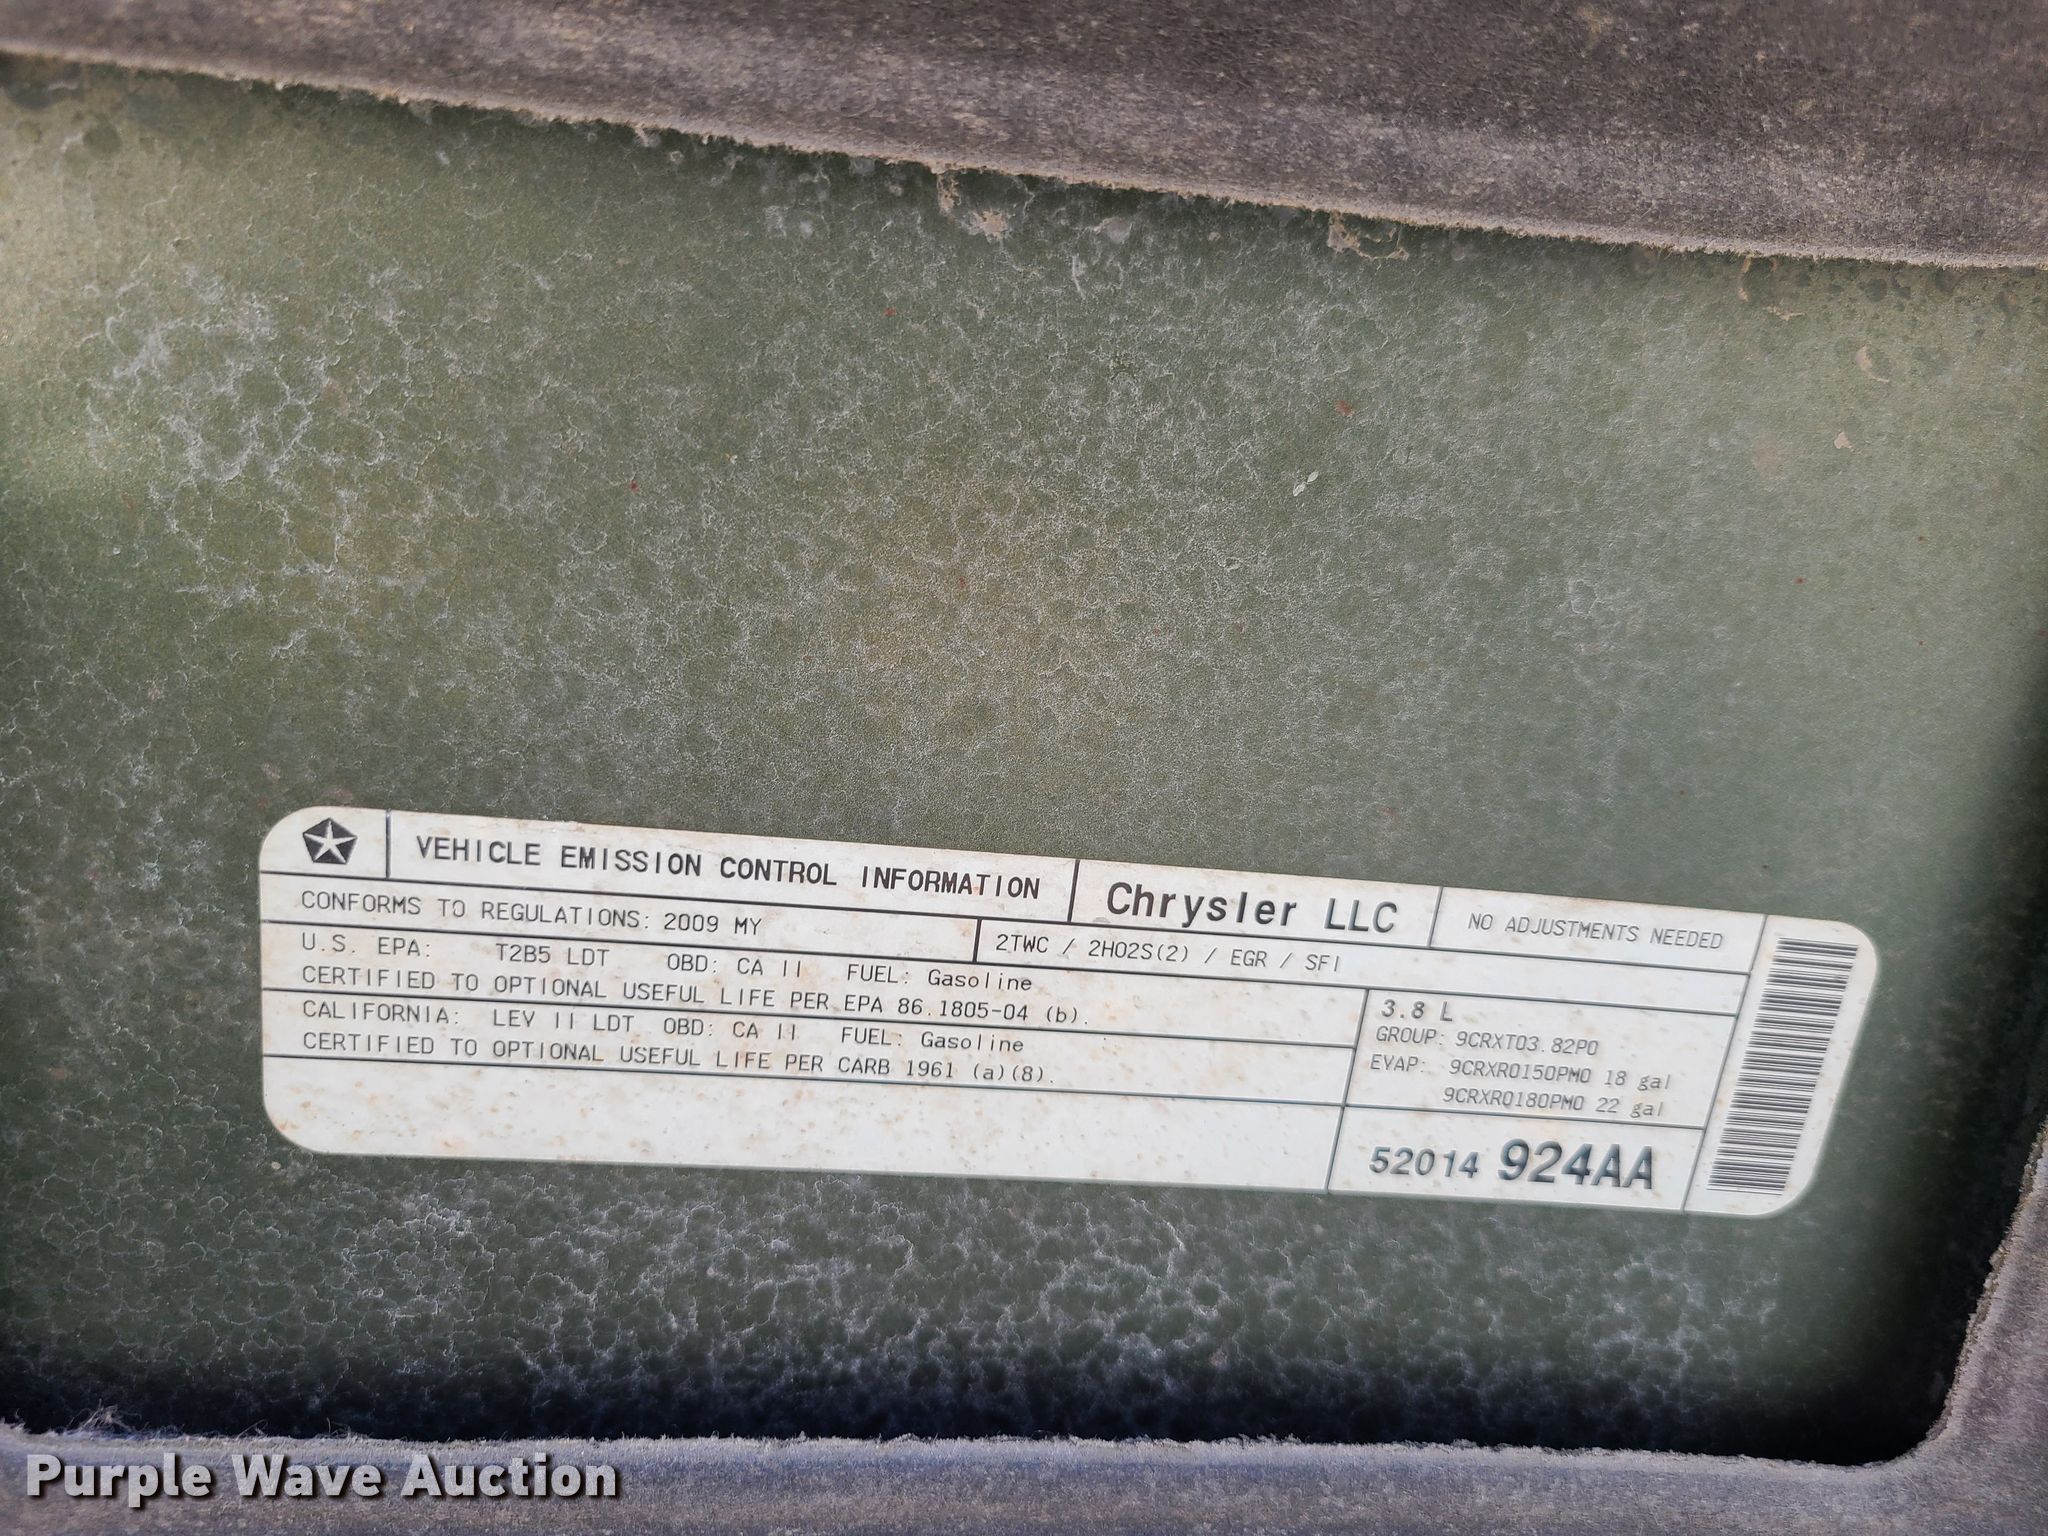 VEHICLE EMISSION CONTROL INFORMATION
Chrysler LLC
NO ADJUSTMENTS NEEDED
CONFORMS TO REGULATIONS: 2009 MY
2TWC / 2HO2S(2) / EGR / SFI
U.S. EPA: T2B5 LDT OBD: CA II FUEL: Gasoline
CERTIFIED TO OPTIONAL USEFUL LIFE PER EPA 86.1805-04 (b).
CALIFORNIA: LEV II LDT OBD: CA II FUEL: Gasoline
CERTIFIED TO OPTIONAL USEFUL LIFE PER CARB 1961 (a)(8).
3.8 L
GROUP: 9CRXT03.82P0
EVAP: 9CRXR0150PM0 18 gal
9CRXR0180PM0 22 gal
52014 924AA
Purple Wave Auction